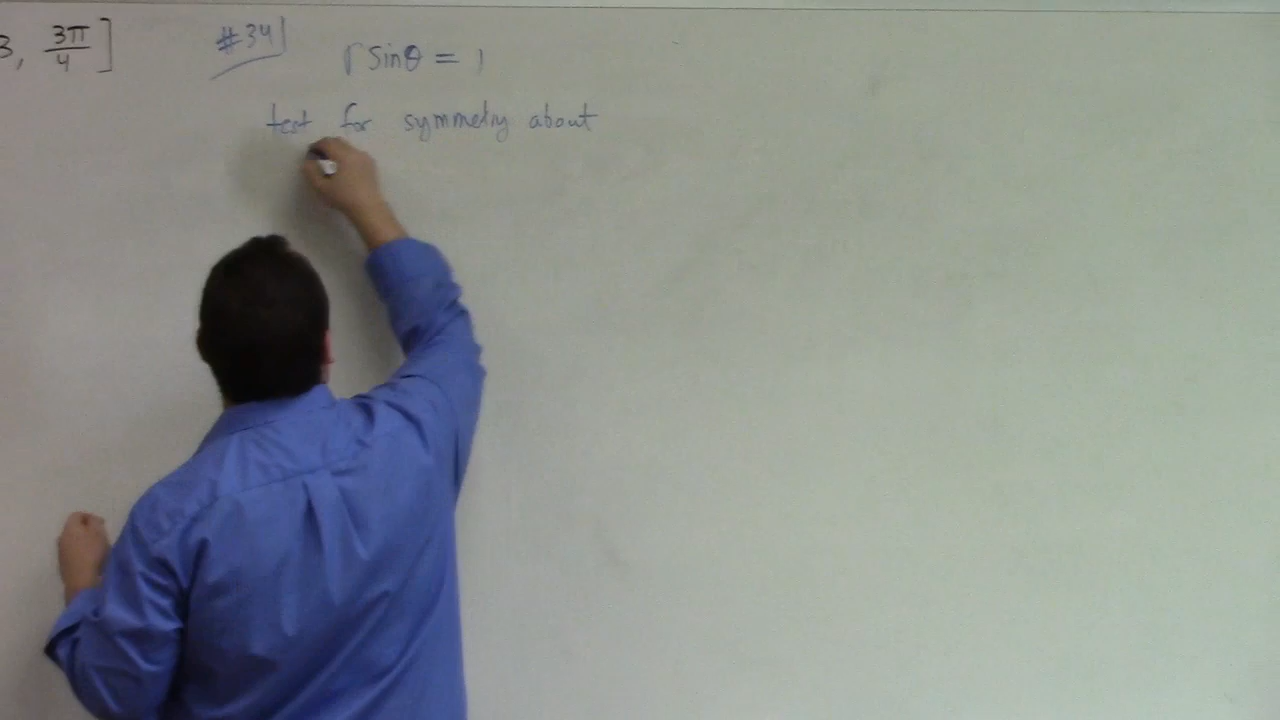 3, 3π/4]
#34 r sinθ = 1
test for symmetry about